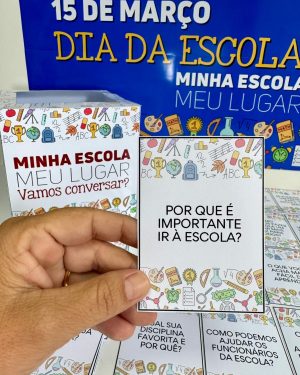 15 DE MARÇO
DIA DA ESCOLA
MINHA ESCOLA
MEU LUGAR
MINHA ESCOLA
MEU LUGAR
Vamos conversar?
POR QUE É
IMPORTANTE
IR À ESCOLA?
SUA
DISCIPLINA
FAVORITA E
POR QUÊ?
COMO PODEMOS
AJUDAR OS
FUNCIONÁRIOS
DA ESCOLA?
O QUE